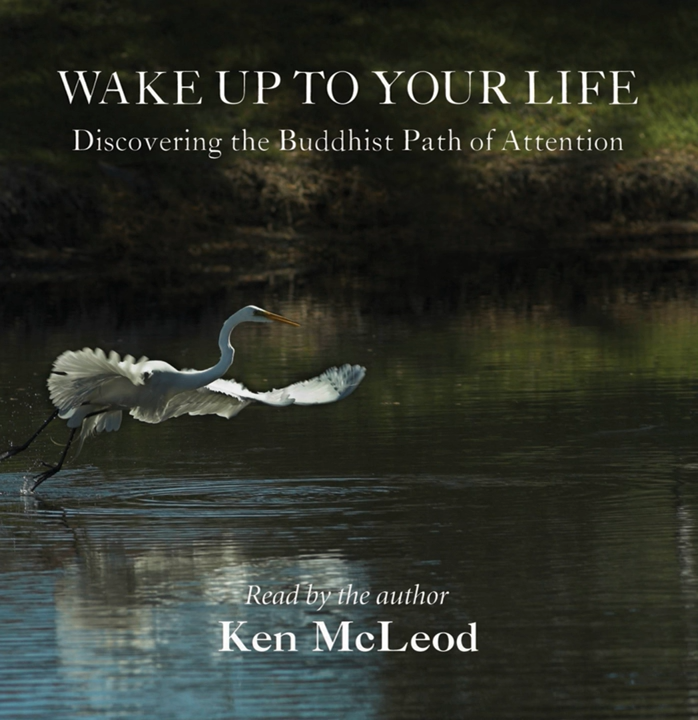 WAKE UP TO YOUR LIFE
Discovering the Buddhist Path of Attention
Read by the author
Ken McLeod